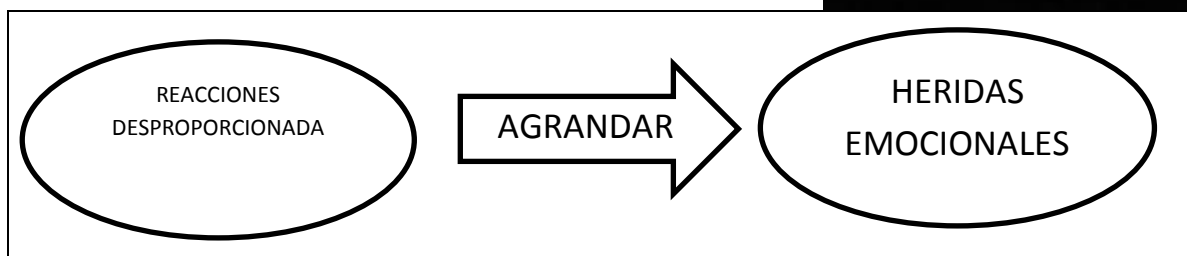 REACCIONES
DESPROPORCIONADA
AGRANDAR
HERIDAS
EMOCIONALES